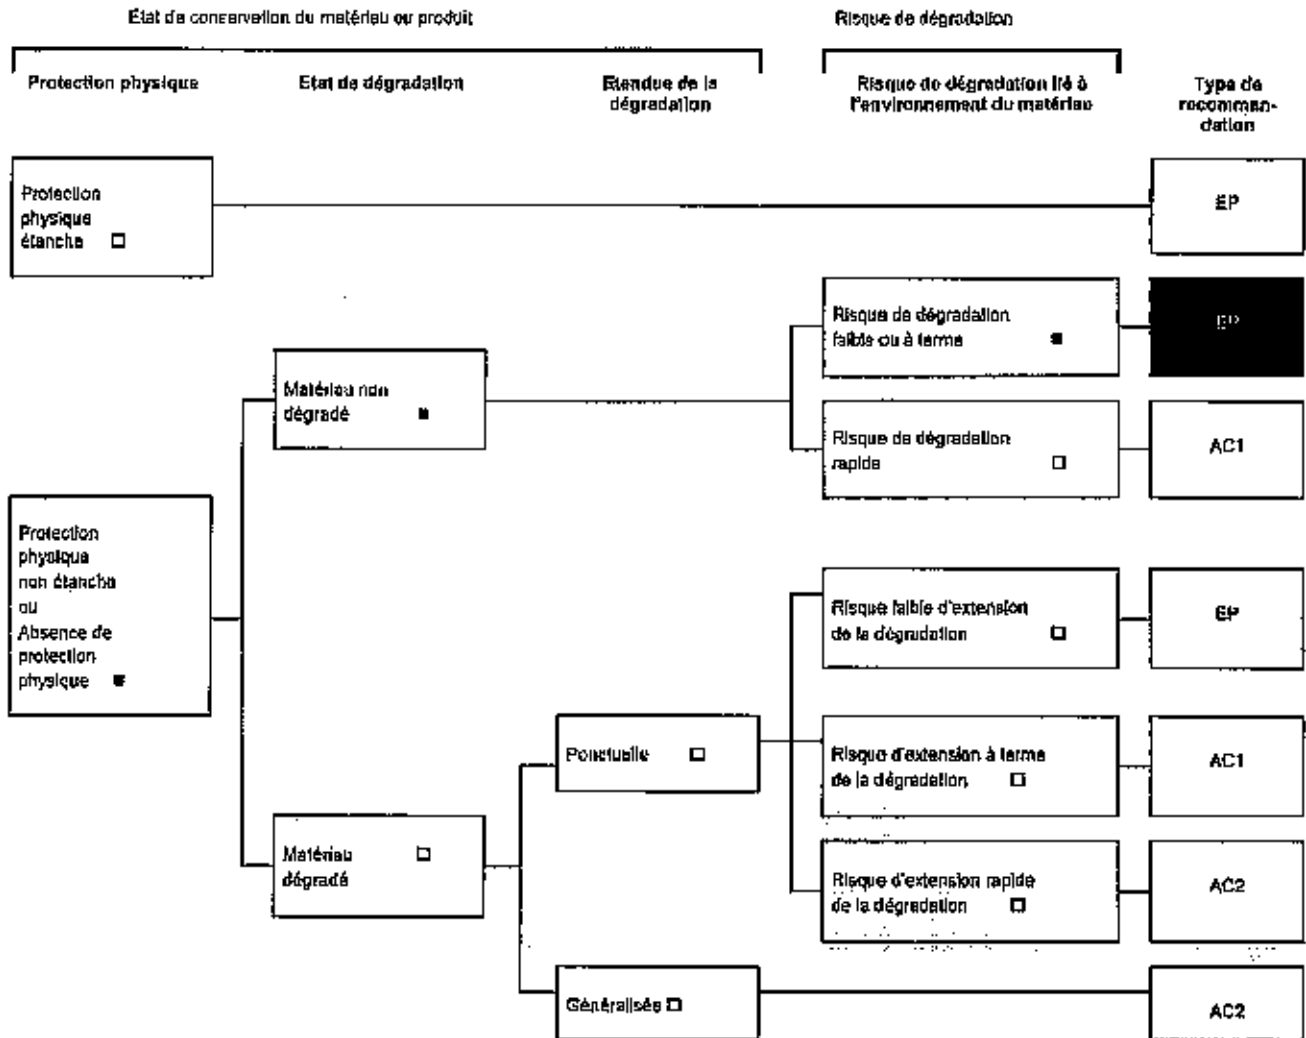 État de conservation du matériau ou produit
Risque de dégradation
Protection physique
Etat de dégradation
Etendue de la
dégradation
Risque de dégradation lié à
l'environnement du matériau
Type de
recomman-
dation
Protection
physique
étanche □
EP
Risque de dégradation
faible ou à terme ■
EP
Matériau non
dégradé ■
Risque de dégradation
rapide □
AC1
Protection
physique
non étanche
ou
Absence de
protection
physique ■
Risque faible d'extension
de la dégradation □
EP
Ponctuelle □
Risque d'extension à terme
de la dégradation □
AC1
Matériau □
dégradé
Risque d'extension rapide
de la dégradation □
AC2
Généralisée □
AC2